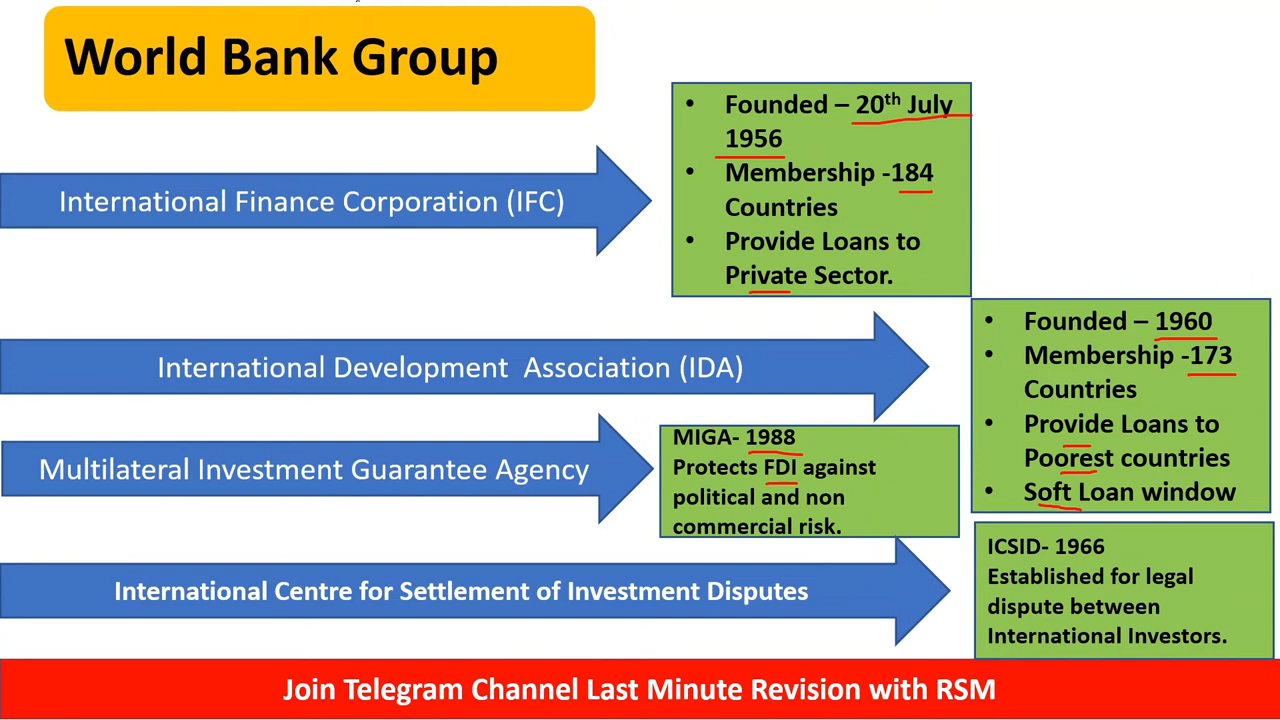 World Bank Group
International Finance Corporation (IFC)
• Founded – 20th July
1956
• Membership -184
Countries
• Provide Loans to
Private Sector.
International Development Association (IDA)
• Founded – 1960
• Membership -173
Countries
• Provide Loans to
Poorest countries
• Soft Loan window
Multilateral Investment Guarantee Agency
MIGA- 1988
Protects FDI against
political and non
commercial risk.
International Centre for Settlement of Investment Disputes
ICSID- 1966
Established for legal
dispute between
International Investors.
Join Telegram Channel Last Minute Revision with RSM